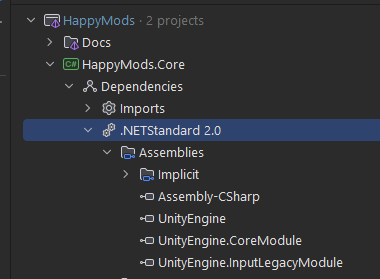 HappyMods · 2 projects
Docs
C# HappyMods.Core
Dependencies
Imports
.NETStandard 2.0
Assemblies
Implicit
Assembly-CSharp
UnityEngine
UnityEngine.CoreModule
UnityEngine.InputLegacyModule